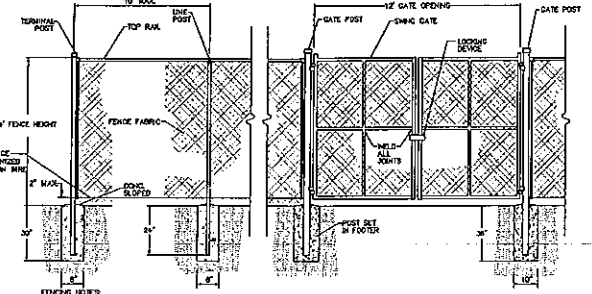 12' GATE OPENING
TERMINAL
POST
LINE
POST
TOP RAIL
GATE POST
SWING GATE
GATE POST
LOCKING
DEVICE
FENCE HEIGHT
FENCE FABRIC
WELD
ALL
JOINTS
2" MAX.
CONC.
SLOPED
POST SET
IN FOOTER
30"
24"
36"
8"
8"
10"
FENCING NOTES